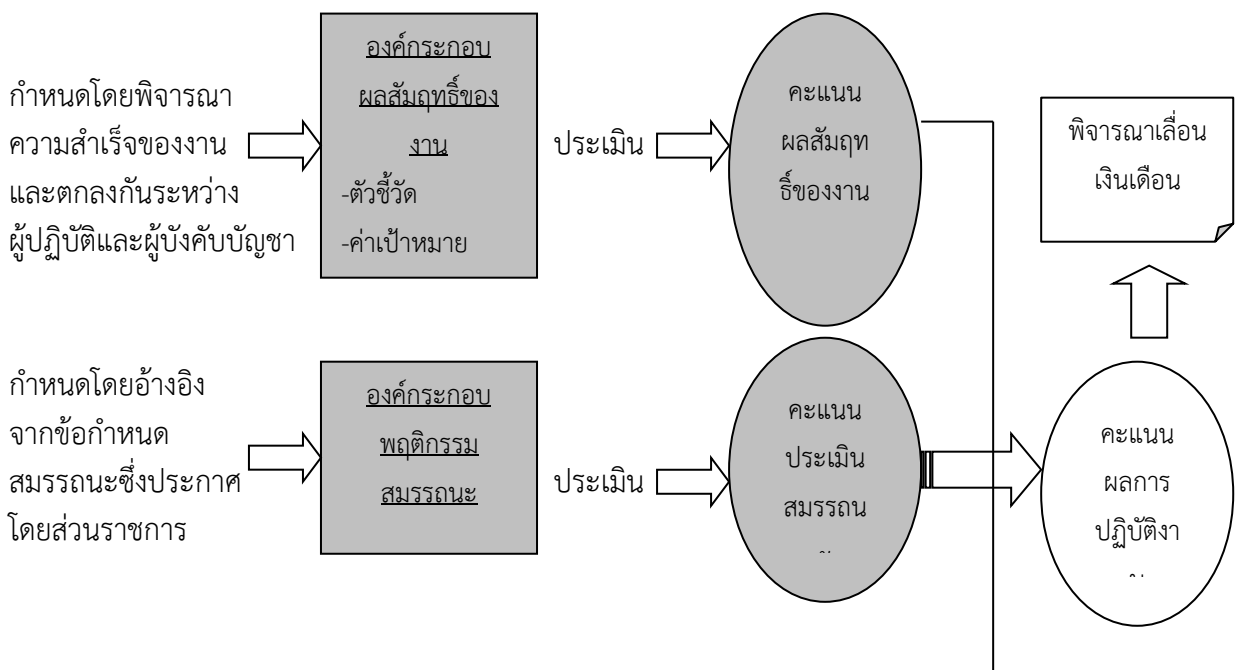 กำหนดโดยพิจารณา
ความสำเร็จของงาน
และตกลงกันระหว่าง
ผู้ปฏิบัติและผู้บังคับบัญชา
องค์กระกอบ
ผลสัมฤทธิ์ของ
งาน
-ตัวชี้วัด
-ค่าเป้าหมาย
ประเมิน
คะแนน
ผลสัมฤท
ธิ์ของงาน
พิจารณาเลื่อน
เงินเดือน
กำหนดโดยอ้างอิง
จากข้อกำหนด
สมรรถนะซึ่งประกาศ
โดยส่วนราชการ
องค์กระกอบ
พฤติกรรม
สมรรถนะ
ประเมิน
คะแนน
ประเมิน
สมรรถน
คะแนน
ผลการ
ปฏิบัติงา